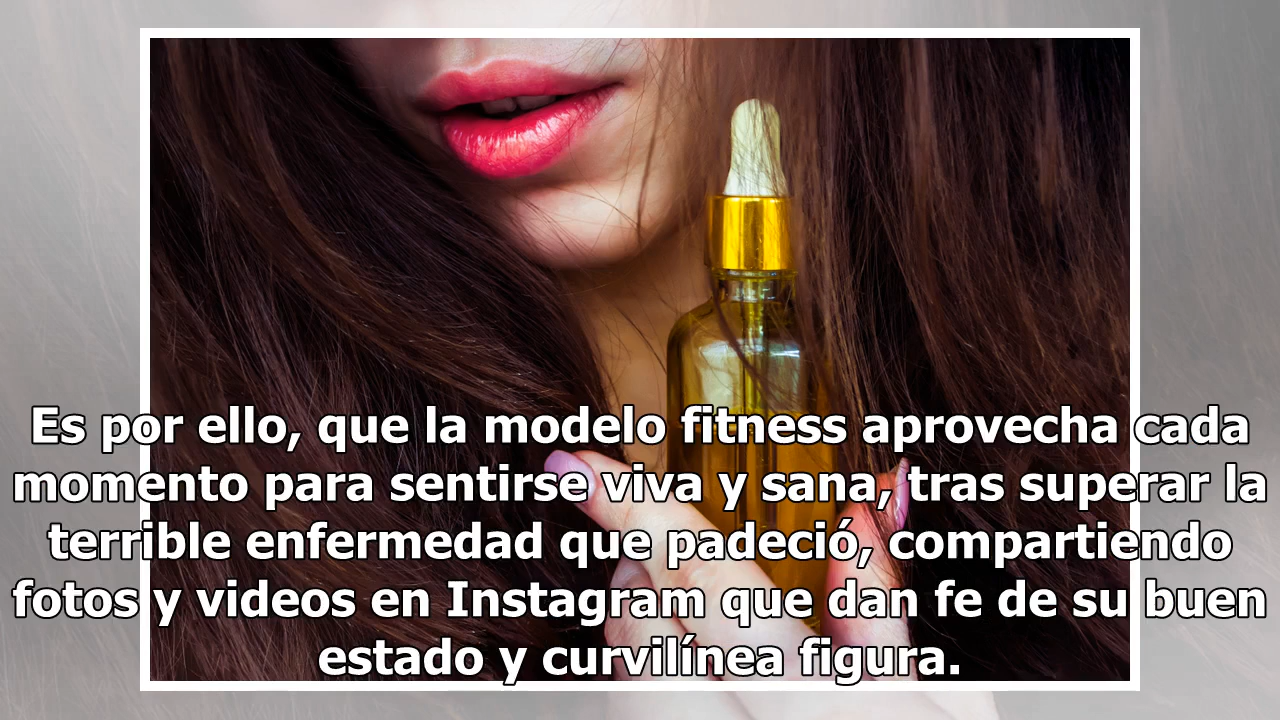 Es por ello, que la modelo fitness aprovecha cada
momento para sentirse viva y sana, tras superar la
terrible enfermedad que padeció, compartiendo
fotos y videos en Instagram que dan fe de su buen
estado y curvilínea figura.